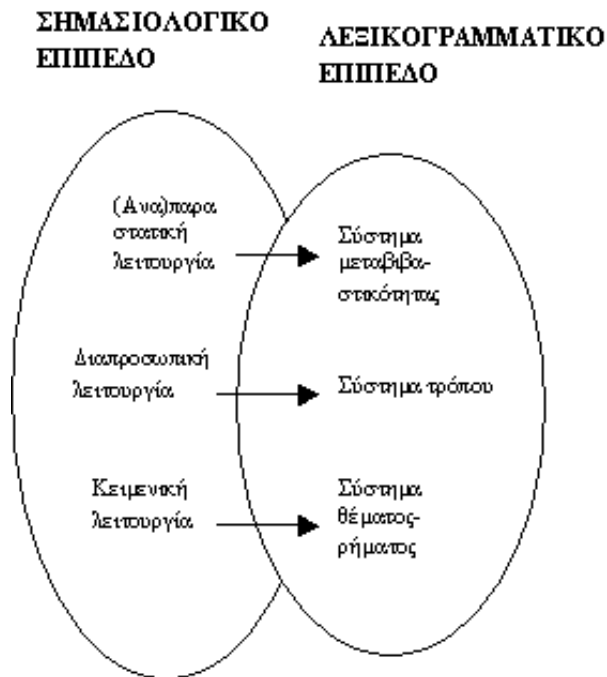 ΣΗΜΑΣΙΟΛΟΓΙΚΟ
ΕΠΙΠΕΔΟ
ΛΕΞΙΚΟΓΡΑΜΜΑΤΙΚΟ
ΕΠΙΠΕΔΟ
(Ανα)παρα
στατική
λειτουργία
Σύστημα
μεταβιβα-
στικότητας
Διαπροσωπική
λειτουργία
Σύστημα τρόπου
Κειμενική
λειτουργία
Σύστημα
θέματος-
ρήματος